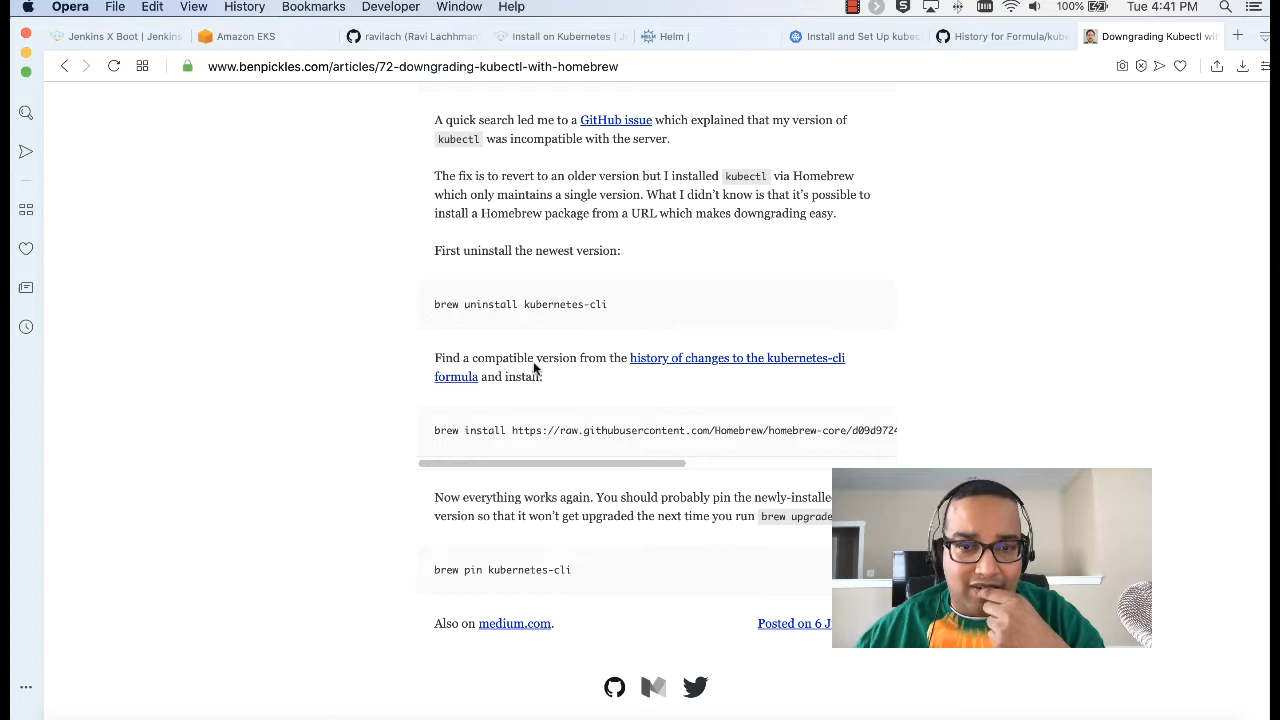 Opera File Edit View History Bookmarks Developer Window Help 100% Tue 4:41 PM
Jenkins X Boot | Jenkins Amazon EKS ravilach (Ravi Lachhman Install on Kubernetes | J Helm | Install and Set Up kubec History for Formula/kube Downgrading Kubectl wit
www.benpickles.com/articles/72-downgrading-kubectl-with-homebrew
A quick search led me to a GitHub issue which explained that my version of
kubectl was incompatible with the server.
The fix is to revert to an older version but I installed kubectl via Homebrew
which only maintains a single version. What I didn't know is that it's possible to
install a Homebrew package from a URL which makes downgrading easy.
First uninstall the newest version:
brew uninstall kubernetes-cli
Find a compatible version from the history of changes to the kubernetes-cli
formula and install:
brew install https://raw.githubusercontent.com/Homebrew/homebrew-core/d09d9724
Now everything works again. You should probably pin the newly-installe
version so that it won't get upgraded the next time you run brew upgrade
brew pin kubernetes-cli
Also on medium.com.
Posted on 6 J